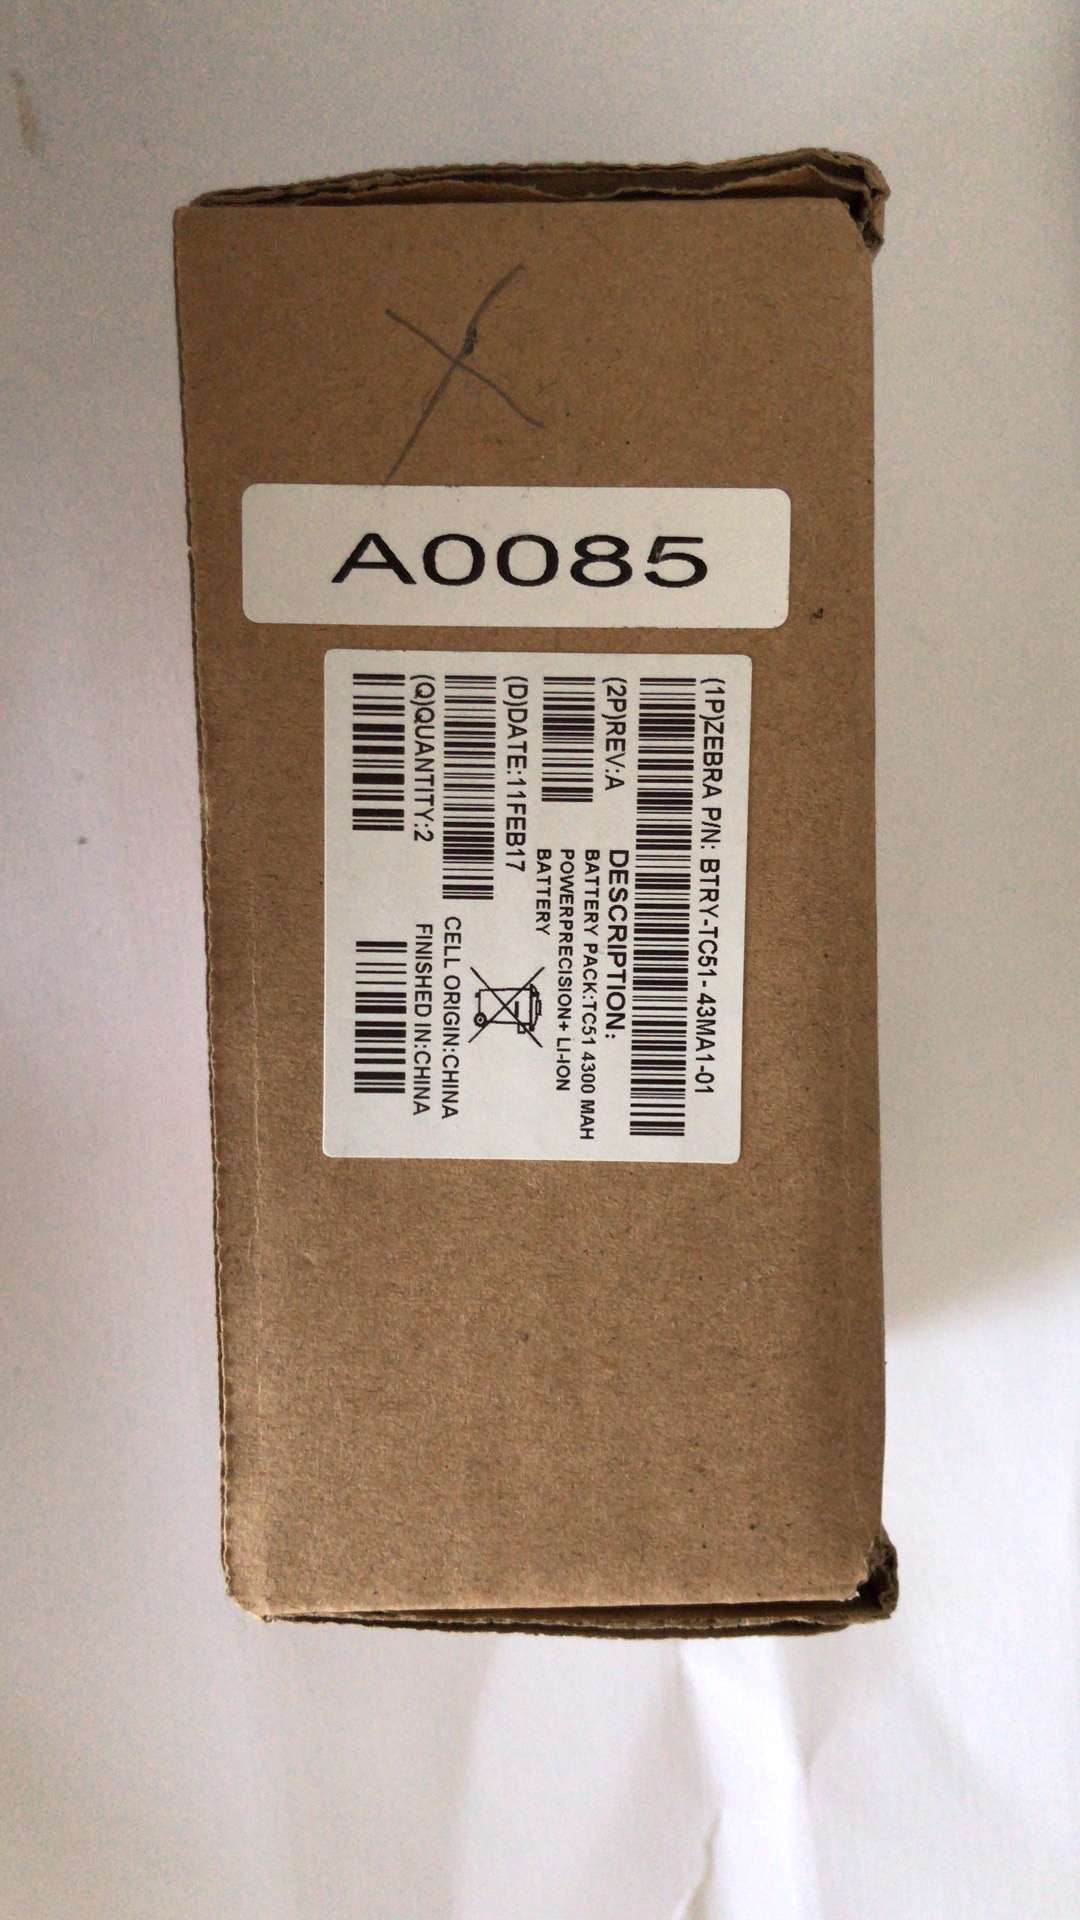 A0085
(1P)ZEBRA P/N: BTRY-TC51- 43MA1-01
(2P)REV:A
DESCRIPTION:
BATTERY PACK:TC51 4300 MAH
POWERPRECISION+ LI-ION
BATTERY
(D)DATE:11FEB17
(Q)QUANTITY:2
CELL ORIGIN:CHINA
FINISHED IN:CHINA